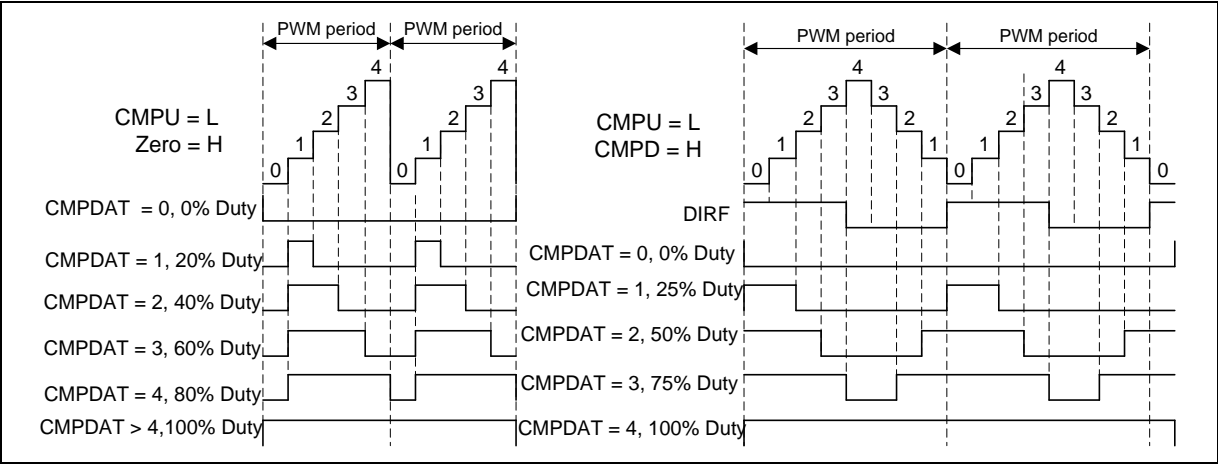 PWM period PWM period
4 4
3 3
2 2
1 1
0 0
CMPU = L
Zero = H
CMPDAT = 0, 0% Duty
CMPDAT = 1, 20% Duty
CMPDAT = 2, 40% Duty
CMPDAT = 3, 60% Duty
CMPDAT = 4, 80% Duty
CMPDAT > 4,100% Duty
PWM period PWM period
4 4
3 3 3 3
2 2 2 2
1 1 1 1
0 0 0
CMPU = L
CMPD = H
DIRF
CMPDAT = 0, 0% Duty
CMPDAT = 1, 25% Duty
CMPDAT = 2, 50% Duty
CMPDAT = 3, 75% Duty
CMPDAT = 4, 100% Duty